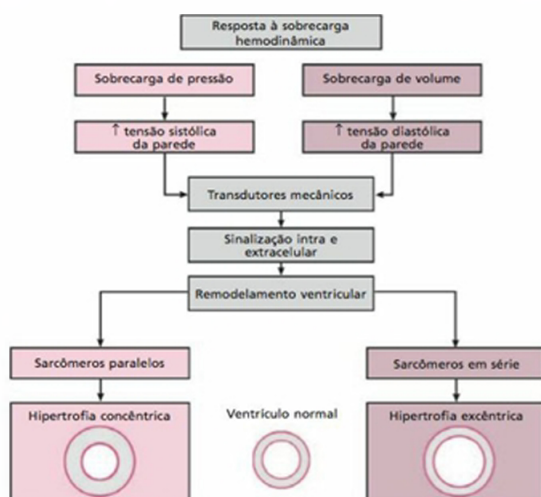 Resposta à sobrecarga
hemodinâmica
Sobrecarga de pressão
Sobrecarga de volume
↑ tensão sistólica
da parede
↑ tensão diastólica
da parede
Transdutores mecânicos
Sinalização intra e
extracelular
Remodelamento ventricular
Sarcômeros paralelos
Sarcômeros em série
Hipertrofia concêntrica
Ventrículo normal
Hipertrofia excêntrica